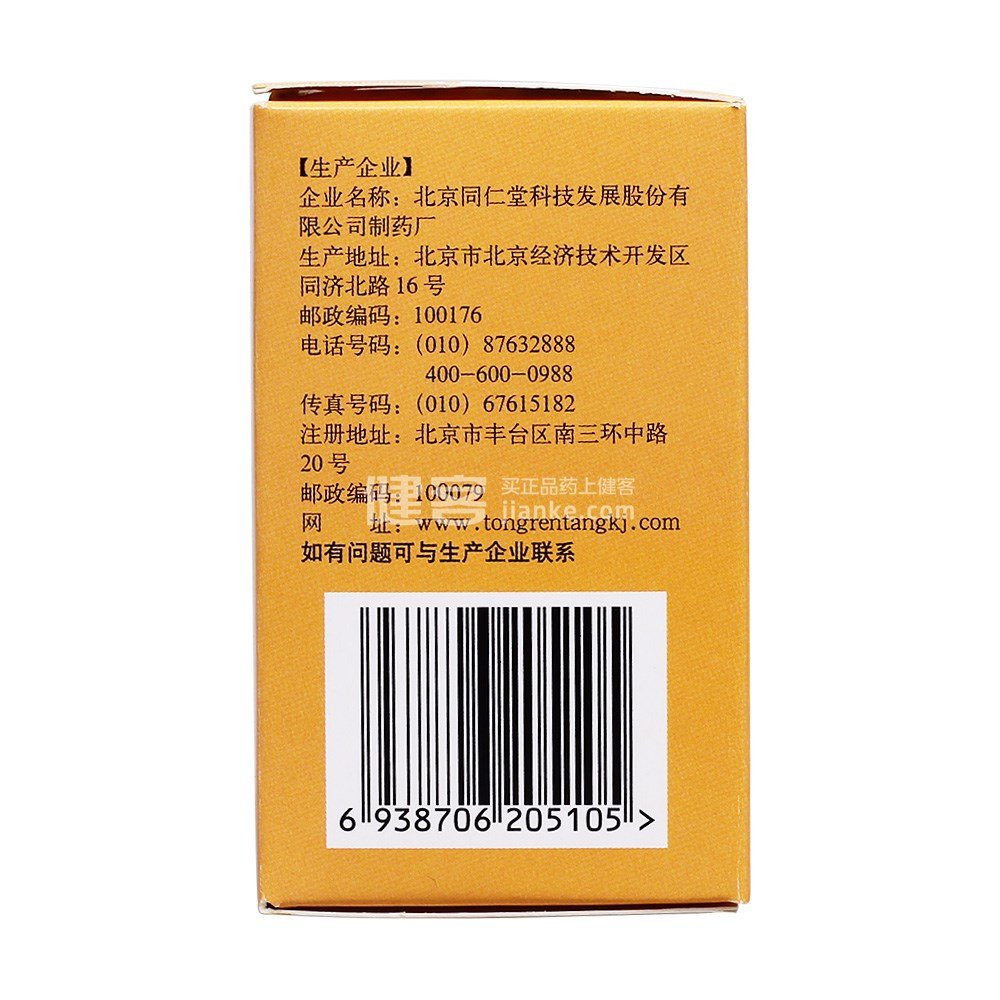 【生产企业】
企业名称：北京同仁堂科技发展股份有
限公司制药厂
生产地址：北京市北京经济技术开发区
同济北路 16 号
邮政编码：100176
电话号码：（010）87632888
400-600-0988
传真号码：（010）67615182
注册地址：北京市丰台区南三环中路
20 号
邮政编码：100079
网　　址：www.tongrentangkj.com
如有问题可与生产企业联系
健客 买正品药上健客
jianke.com
6 938706 205105 >